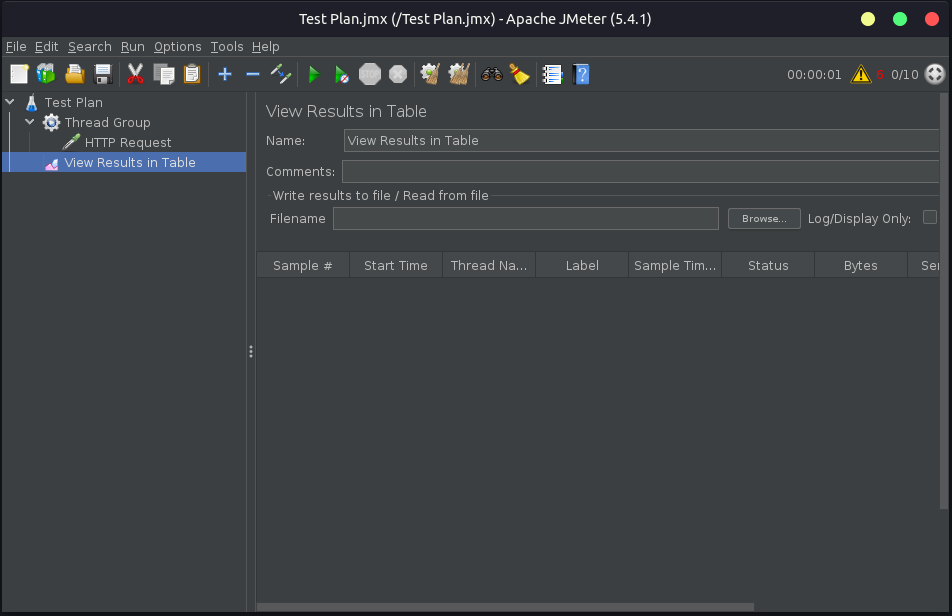 Test Plan.jmx (/Test Plan.jmx) - Apache JMeter (5.4.1)
File Edit Search Run Options Tools Help
STOP ? 00:00:01 5 0/10
Test Plan
Thread Group
HTTP Request
View Results in Table
View Results in Table
Name: View Results in Table
Comments:
Write results to file / Read from file
Filename Browse... Log/Display Only:
Sample # Start Time Thread Na... Label Sample Tim... Status Bytes Ser